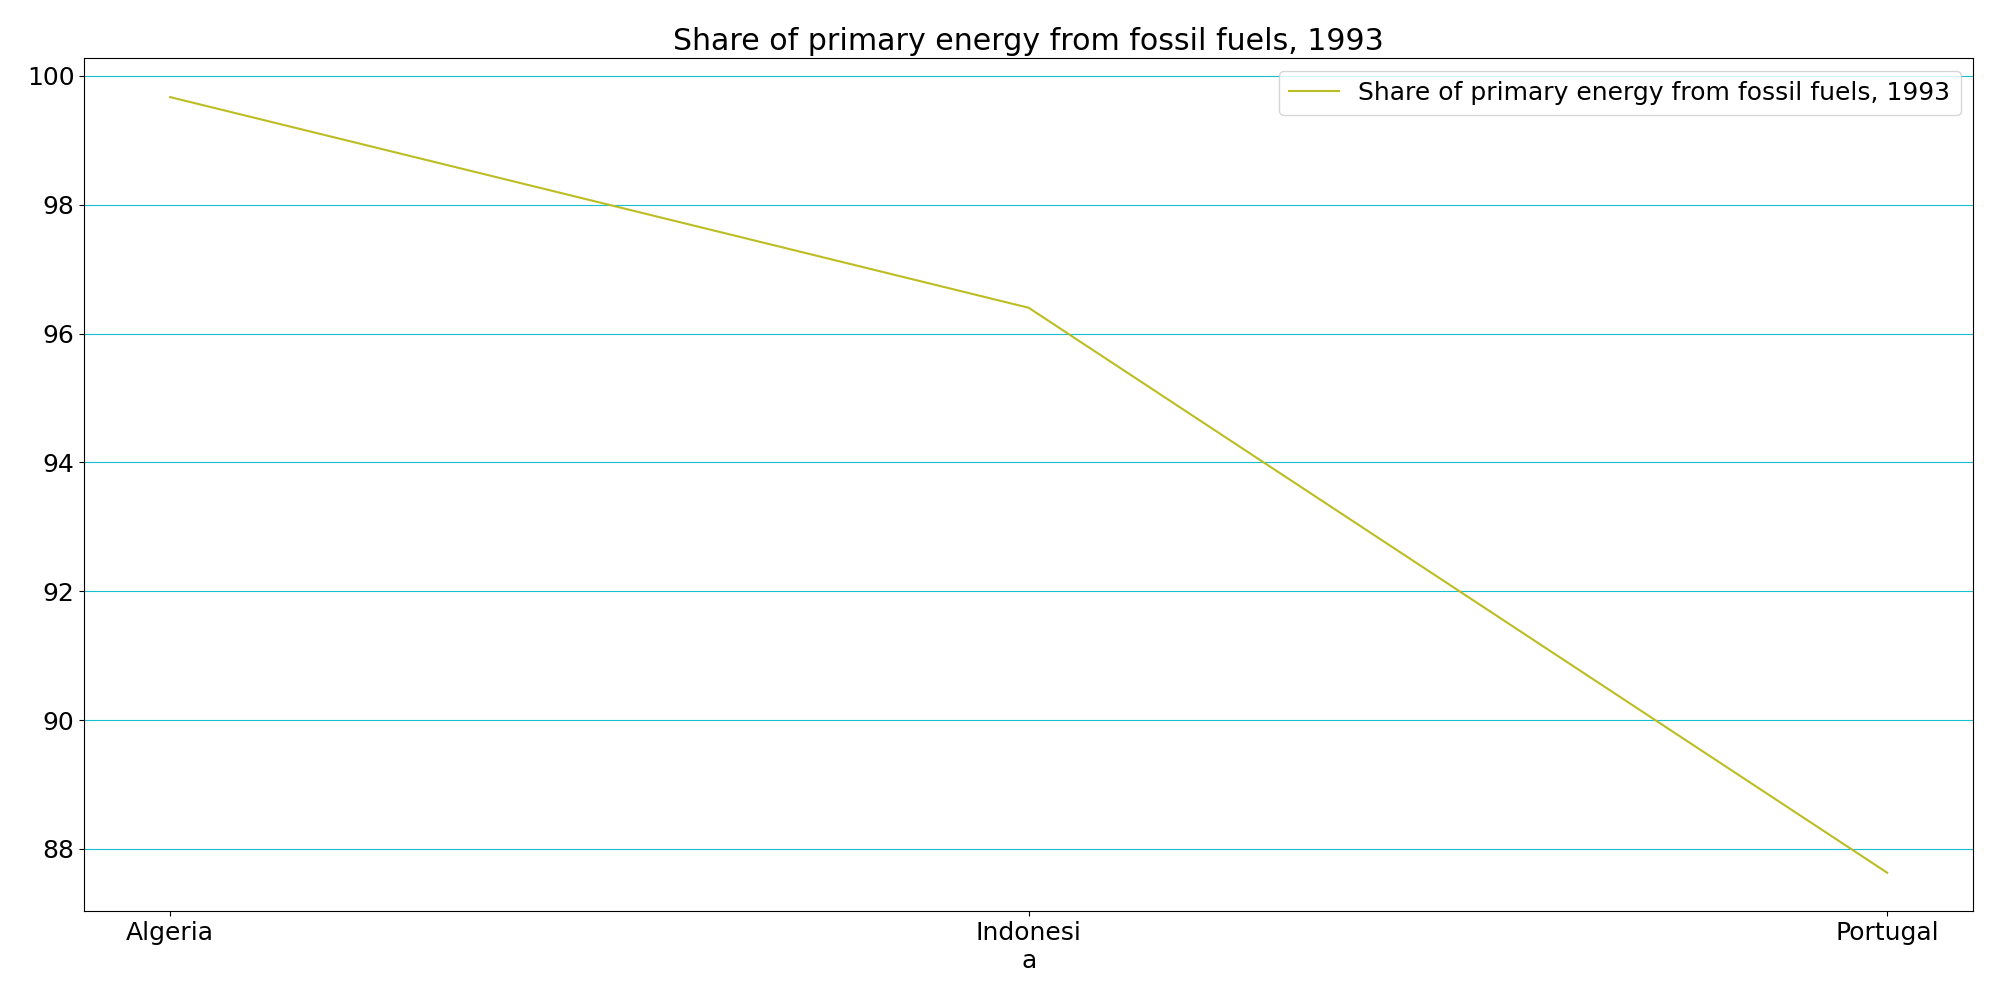 Share of primary energy from fossil fuels, 1993
Share of primary energy from fossil fuels, 1993
100
98
96
94
92
90
88
Algeria
Indonesi
a
Portugal